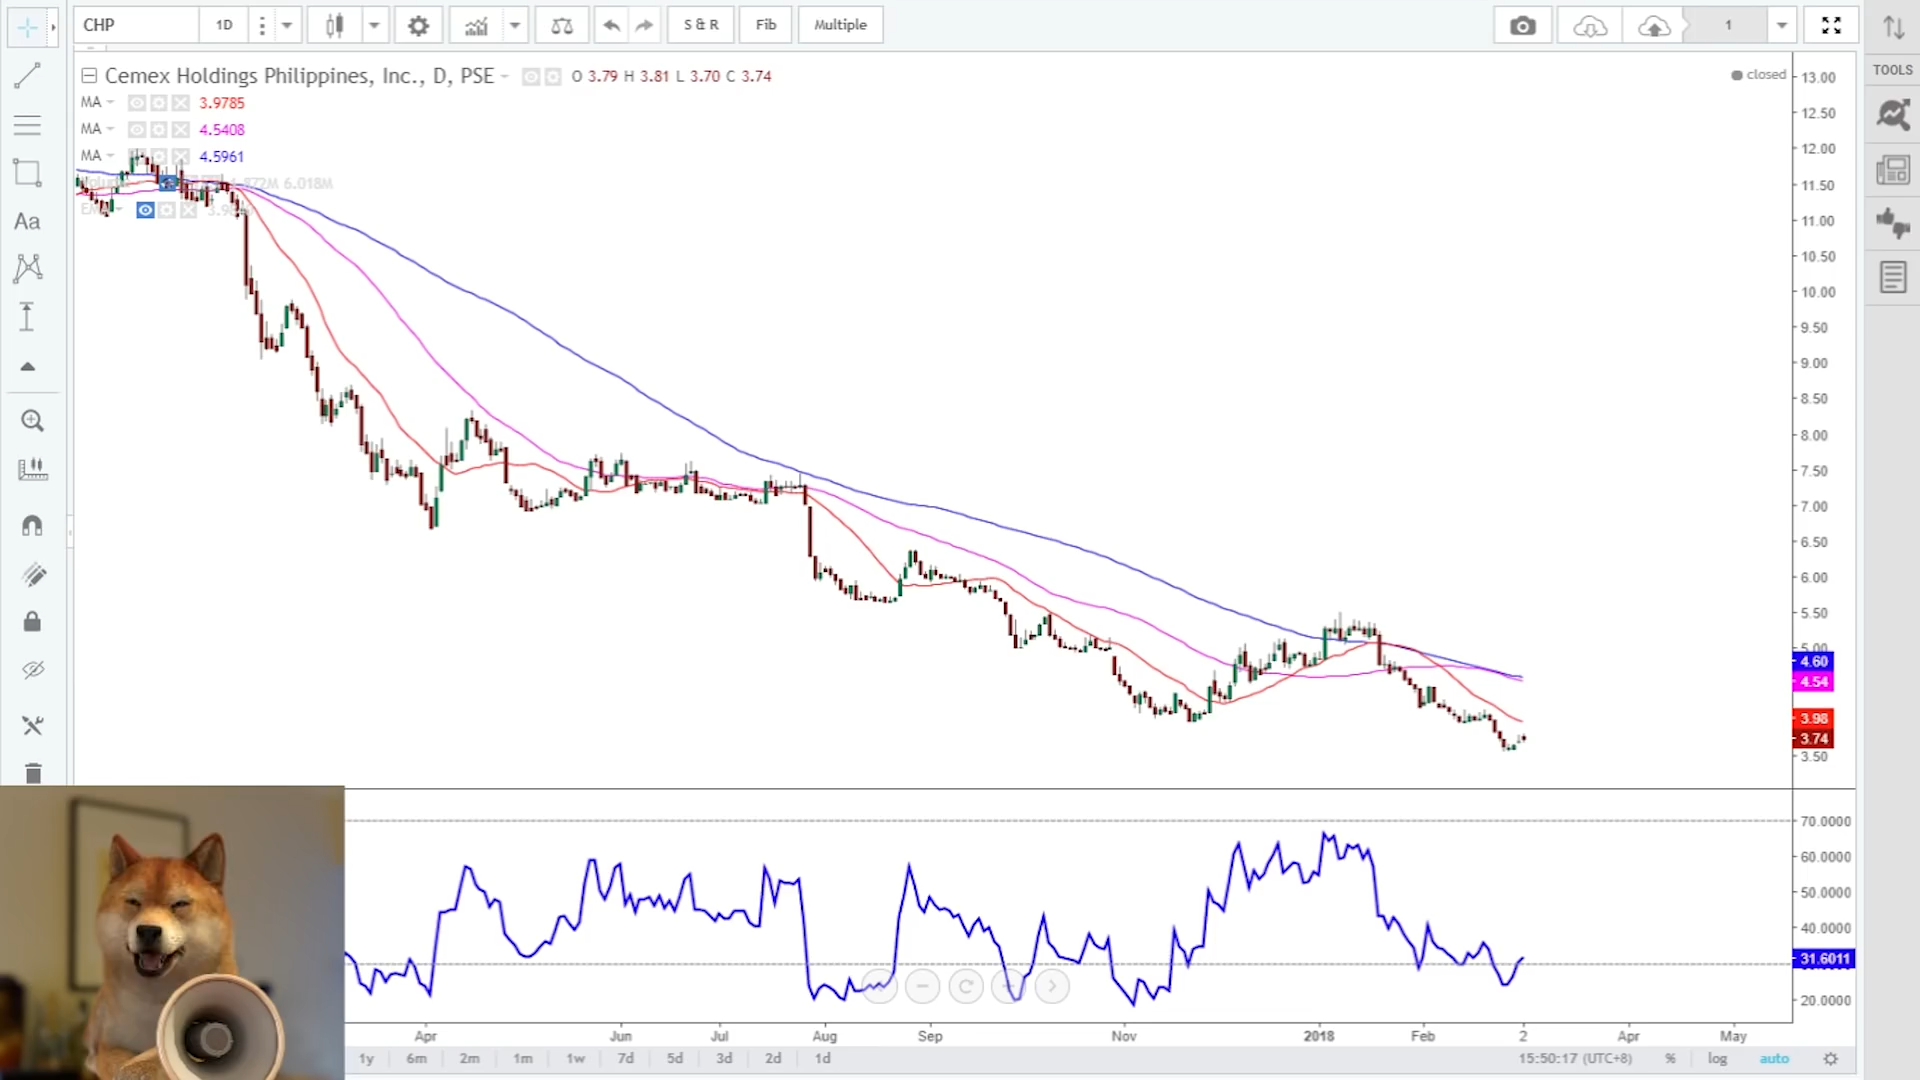 CHP 1D S & R Fib Multiple 1
TOOLS
Cemex Holdings Philippines, Inc., D, PSE O 3.79 H 3.81 L 3.70 C 3.74
closed
MA 3.9785
MA 4.5408
MA 4.5961
6.018M
EMA
Aa
13.00
12.50
12.00
11.50
11.00
10.50
10.00
9.50
9.00
8.50
8.00
7.50
7.00
6.50
6.00
5.50
5.00
4.60
4.54
3.98
3.74
3.50
70.0000
60.0000
50.0000
40.0000
31.6011
20.0000
Apr Jun Jul Aug Sep Nov 2018 Feb 2 Apr May
1y 6m 2m 1m 1w 7d 5d 3d 2d 1d 15:50:17 (UTC+8) % log auto